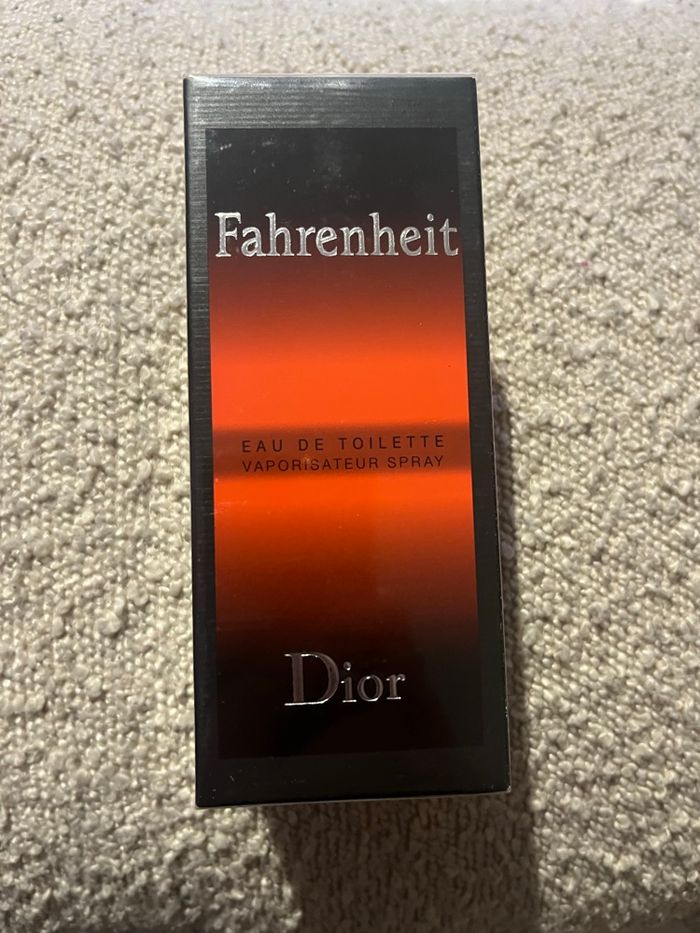 Fahrenheit
EAU DE TOILETTE
VAPORISATEUR SPRAY
Dior